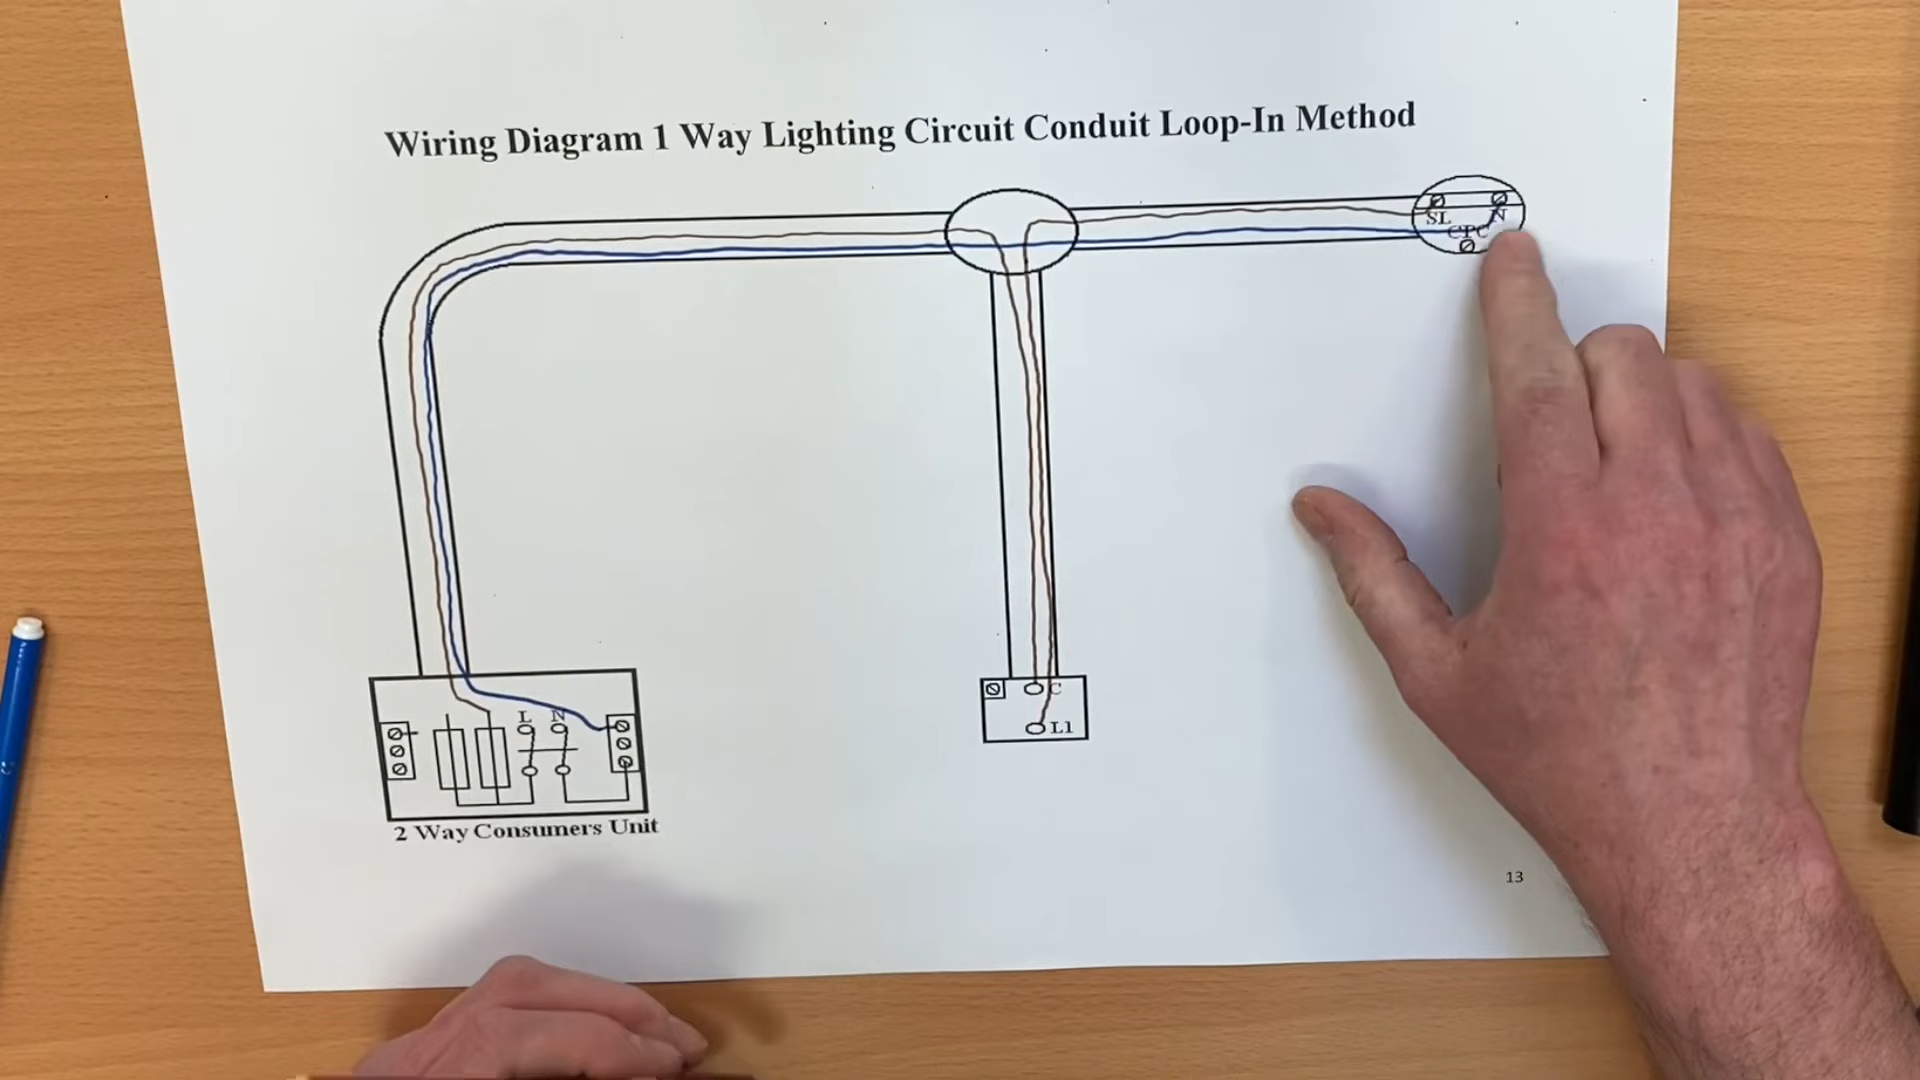 Wiring Diagram 1 Way Lighting Circuit Conduit Loop-In Method
SL N
CPC
C
L1
L N
2 Way Consumers Unit
13